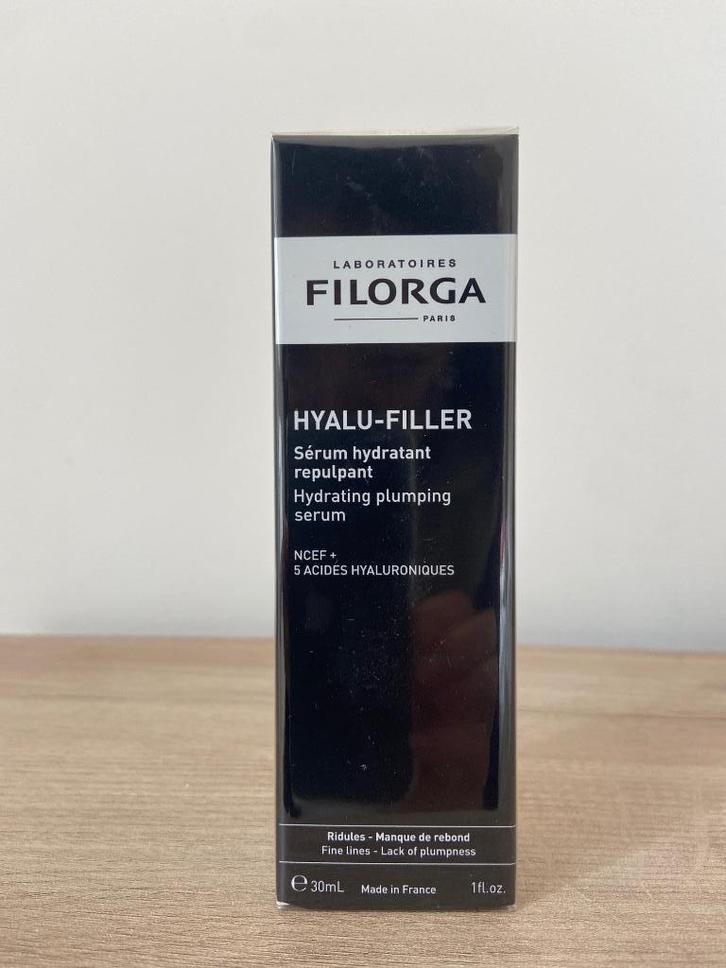 LABORATOIRES
FILORGA
PARIS
HYALU-FILLER
Sérum hydratant
repulpant
Hydrating plumping
serum
NCEF +
5 ACIDES HYALURONIQUES
Ridules - Manque de rebond
Fine lines - Lack of plumpness
℮ 30mL Made in France 1fl.oz.